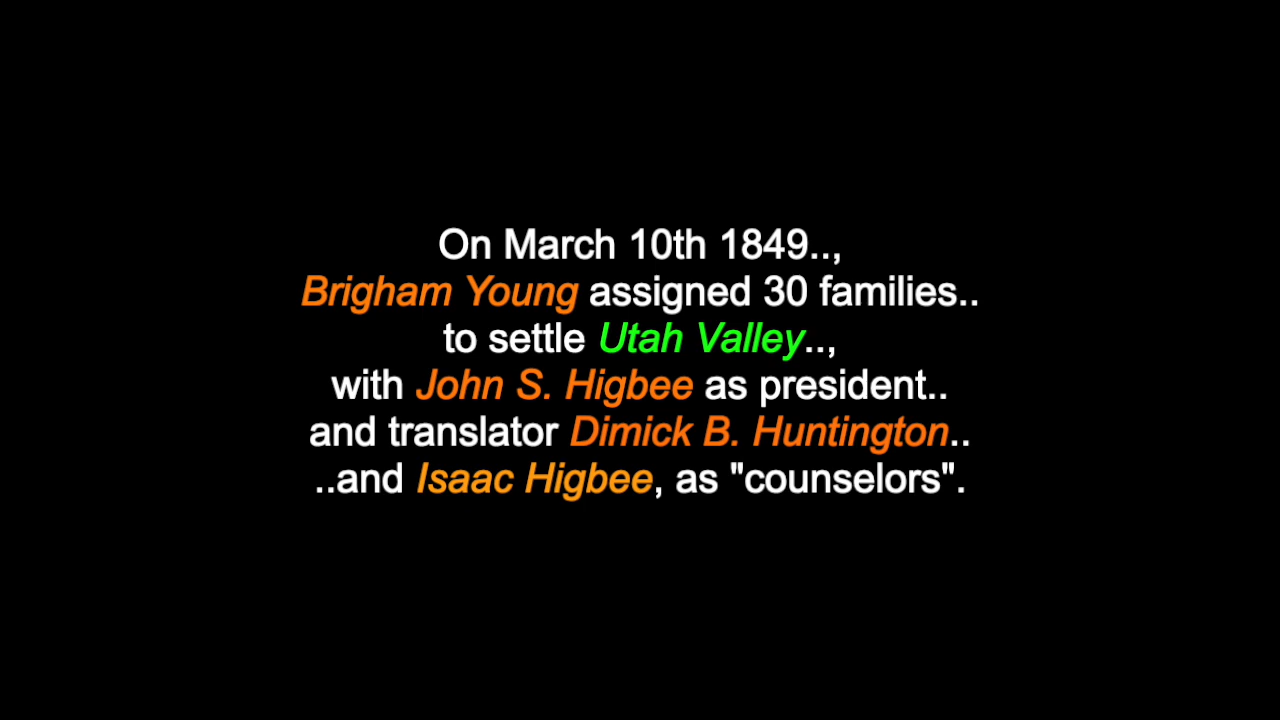 On March 10th 1849..,
Brigham Young assigned 30 families..
to settle Utah Valley..,
with John S. Higbee as president..
and translator Dimick B. Huntington..
..and Isaac Higbee, as "counselors".